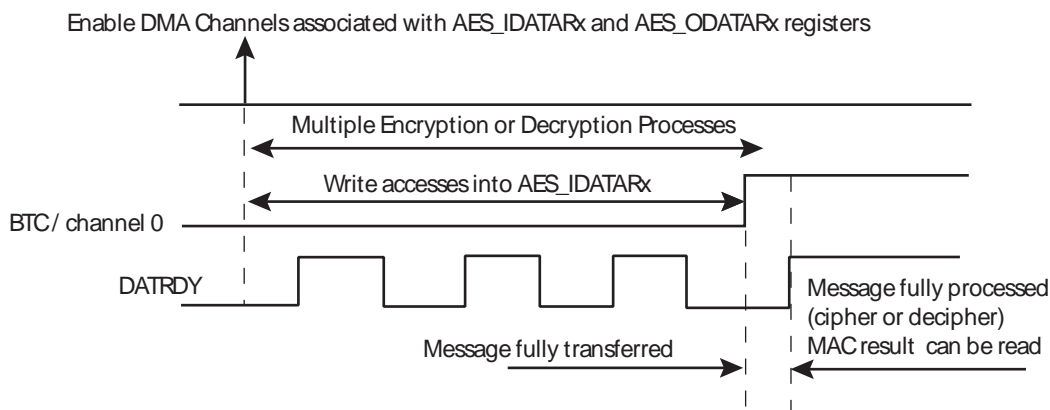 Enable DMA Channels associated with AES_IDATARx and AES_ODATARx registers
Multiple Encryption or Decryption Processes
Write accesses into AES_IDATARx
BTC / channel 0
DATRDY
Message fully processed
(cipher or decipher)
MAC result can be read
Message fully transferred